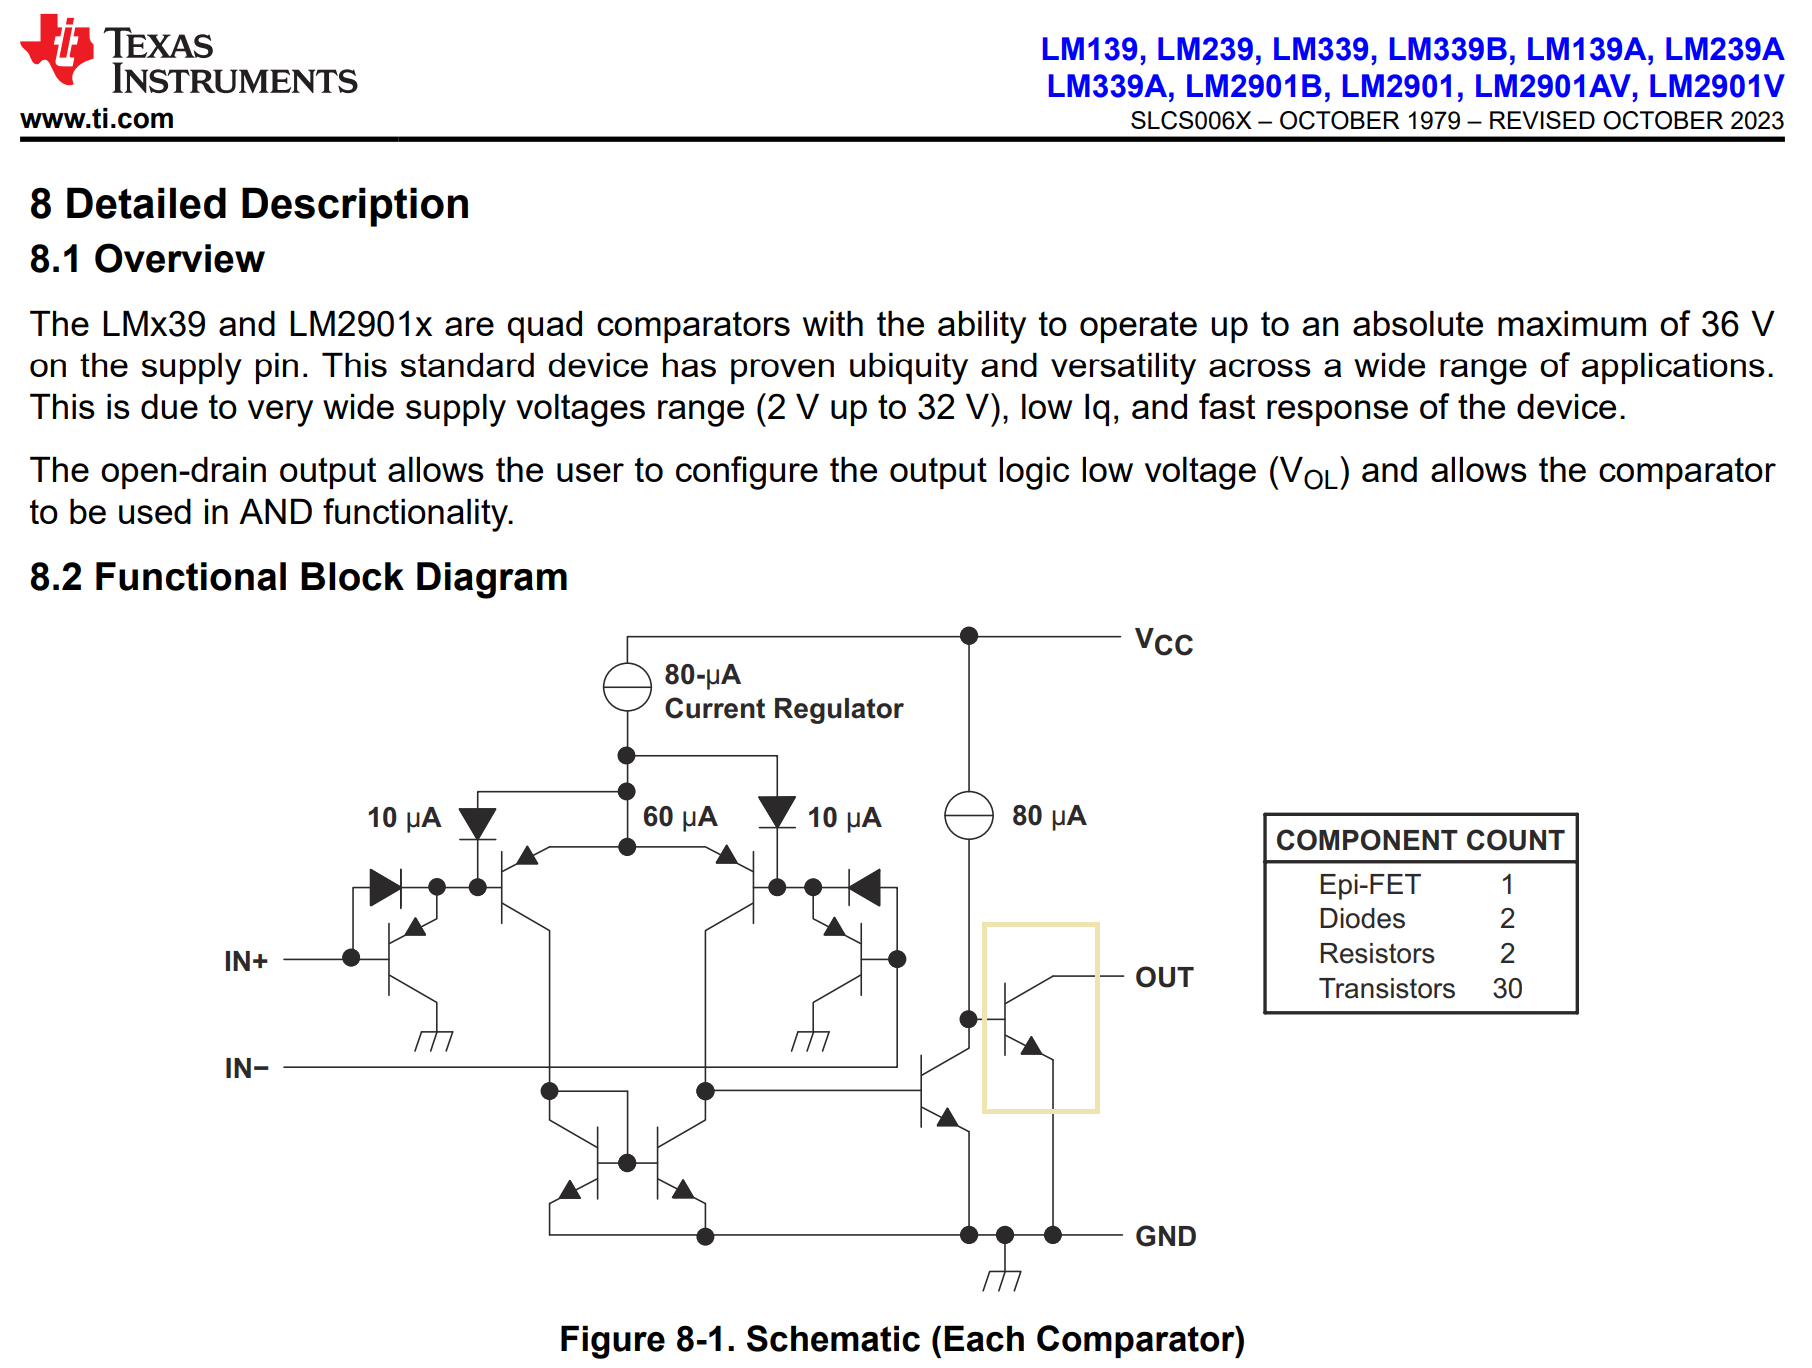 TEXAS
INSTRUMENTS
www.ti.com
LM139, LM239, LM339, LM339B, LM139A, LM239A
LM339A, LM2901B, LM2901, LM2901AV, LM2901V
SLCS006X – OCTOBER 1979 – REVISED OCTOBER 2023
8 Detailed Description
8.1 Overview
The LMx39 and LM2901x are quad comparators with the ability to operate up to an absolute maximum of 36 V
on the supply pin. This standard device has proven ubiquity and versatility across a wide range of applications.
This is due to very wide supply voltages range (2 V up to 32 V), low Iq, and fast response of the device.
The open-drain output allows the user to configure the output logic low voltage (VOL) and allows the comparator
to be used in AND functionality.
8.2 Functional Block Diagram
VCC
80-µA
Current Regulator
10 µA
60 µA
10 µA
80 µA
COMPONENT COUNT
Epi-FET 1
Diodes 2
Resistors 2
Transistors 30
IN+
OUT
IN−
GND
Figure 8-1. Schematic (Each Comparator)